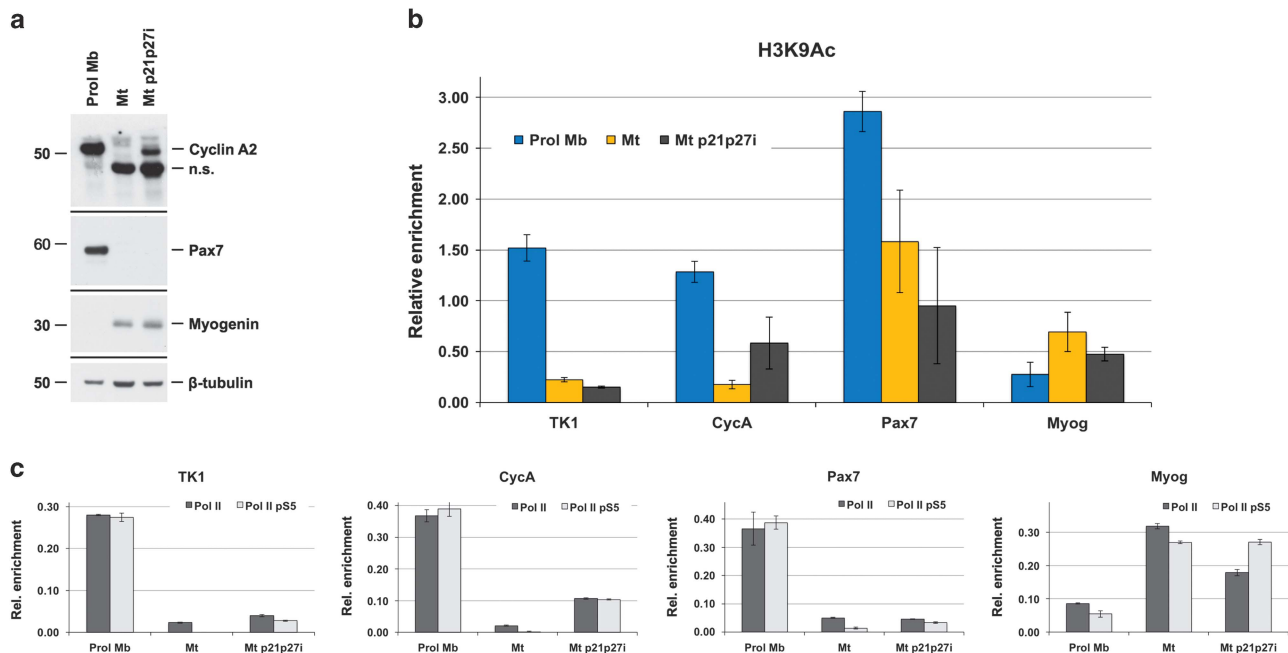 a
Prol Mb
Mt
Mt p21p27i
50
Cyclin A2
n.s.
60
Pax7
30
Myogenin
50
β-tubulin
b
H3K9Ac
Prol Mb Mt Mt p21p27i
Relative enrichment
3.00
2.50
2.00
1.50
1.00
0.50
0.00
TK1 CycA Pax7 Myog
c
TK1
Pol II Pol II pS5
Rel. enrichment
0.30
0.20
0.10
0.00
Prol Mb Mt Mt p21p27i
CycA
Pol II Pol II pS5
Rel. enrichment
0.40
0.30
0.20
0.10
0.00
Prol Mb Mt Mt p21p27i
Pax7
Pol II Pol II pS5
Rel. enrichment
0.40
0.30
0.20
0.10
0.00
Prol Mb Mt Mt p21p27i
Myog
Pol II Pol II pS5
Rel. enrichment
0.30
0.20
0.10
0.00
Prol Mb Mt Mt p21p27i